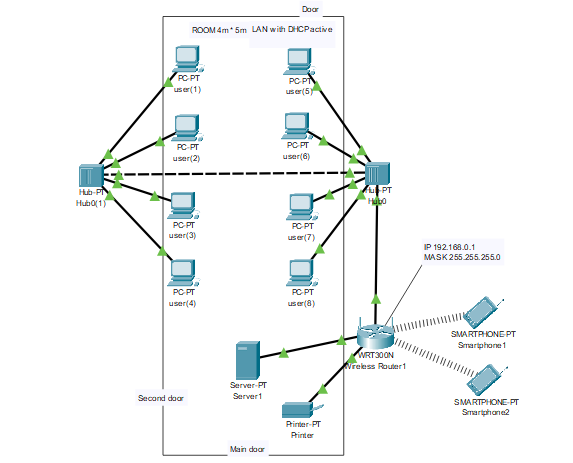 Door
ROOM 4m * 5m LAN with DHCP active
PC-PT
user(1)
PC-PT
user(5)
PC-PT
user(2)
PC-PT
user(6)
Hub-PT
Hub0(1)
Hub-PT
Hub0
PC-PT
user(3)
PC-PT
user(7)
PC-PT
user(4)
PC-PT
user(8)
IP 192.168.0.1
MASK 255.255.255.0
SMARTPHONE-PT
Smartphone1
WRT300N
Wireless Router1
Server-PT
Server1
SMARTPHONE-PT
Smartphone2
Second door
Printer-PT
Printer
Main door